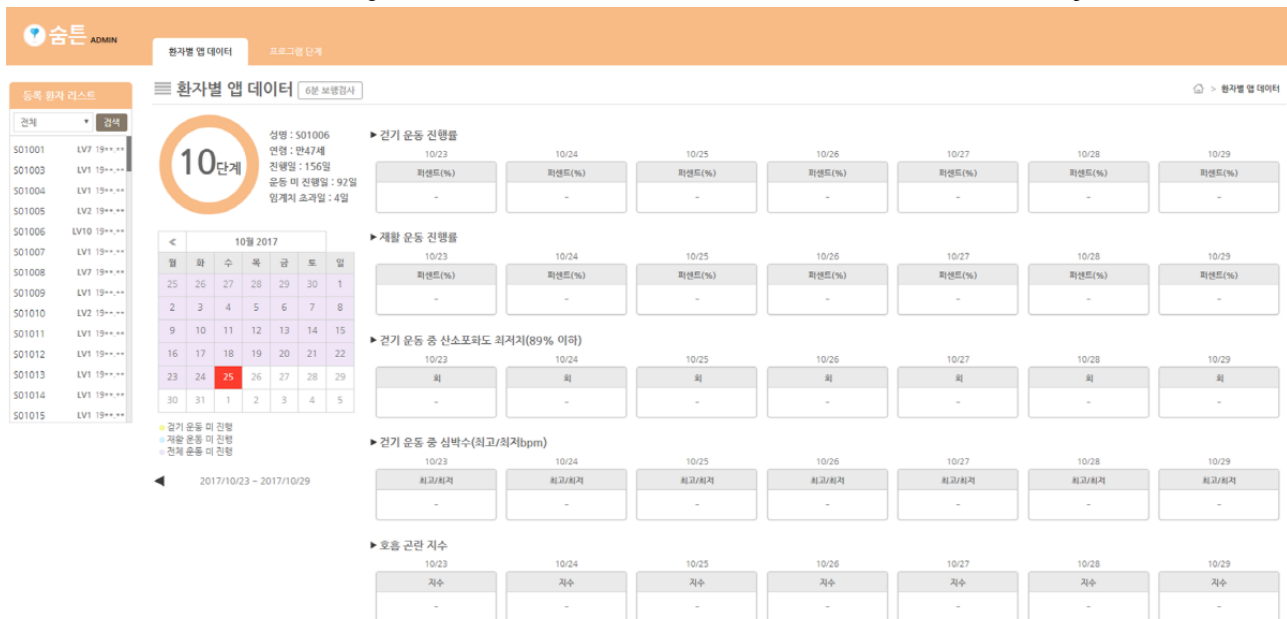 숨튼 ADMIN
환자별 앱 데이터 프로그램 단계
등록 환자 리스트
전체 ▼ 검색
S01001 LV7 19**.**
S01003 LV1 19**.**
S01004 LV1 19**.**
S01005 LV2 19**.**
S01006 LV10 19**.**
S01007 LV1 19**.**
S01008 LV7 19**.**
S01009 LV1 19**.**
S01010 LV2 19**.**
S01011 LV1 19**.**
S01012 LV1 19**.**
S01013 LV1 19**.**
S01014 LV1 19**.**
S01015 LV1 19**.**
환자별 앱 데이터 6분 보행검사
> 환자별 앱 데이터
10단계
성명 : S01006
연령 : 만47세
진행일 : 156일
운동 미 진행일 : 92일
임계치 초과일 : 4일
≪ 10월 2017
월 화 수 목 금 토 일
25 26 27 28 29 30 1
2 3 4 5 6 7 8
9 10 11 12 13 14 15
16 17 18 19 20 21 22
23 24 25 26 27 28 29
30 31 1 2 3 4 5
걷기 운동 미 진행
재활 운동 미 진행
전체 운동 미 진행
◀ 2017/10/23 ~ 2017/10/29
▶ 걷기 운동 진행률
10/23 10/24 10/25 10/26 10/27 10/28 10/29
퍼센트(%) 퍼센트(%) 퍼센트(%) 퍼센트(%) 퍼센트(%) 퍼센트(%) 퍼센트(%)
- - - - - - -
▶ 재활 운동 진행률
10/23 10/24 10/25 10/26 10/27 10/28 10/29
퍼센트(%) 퍼센트(%) 퍼센트(%) 퍼센트(%) 퍼센트(%) 퍼센트(%) 퍼센트(%)
- - - - - - -
▶ 걷기 운동 중 산소포화도 최저치(89% 이하)
10/23 10/24 10/25 10/26 10/27 10/28 10/29
회 회 회 회 회 회 회
- - - - - - -
▶ 걷기 운동 중 심박수(최고/최저bpm)
10/23 10/24 10/25 10/26 10/27 10/28 10/29
최고/최저 최고/최저 최고/최저 최고/최저 최고/최저 최고/최저 최고/최저
- - - - - - -
▶ 호흡 곤란 지수
10/23 10/24 10/25 10/26 10/27 10/28 10/29
지수 지수 지수 지수 지수 지수 지수
- - - - - - -